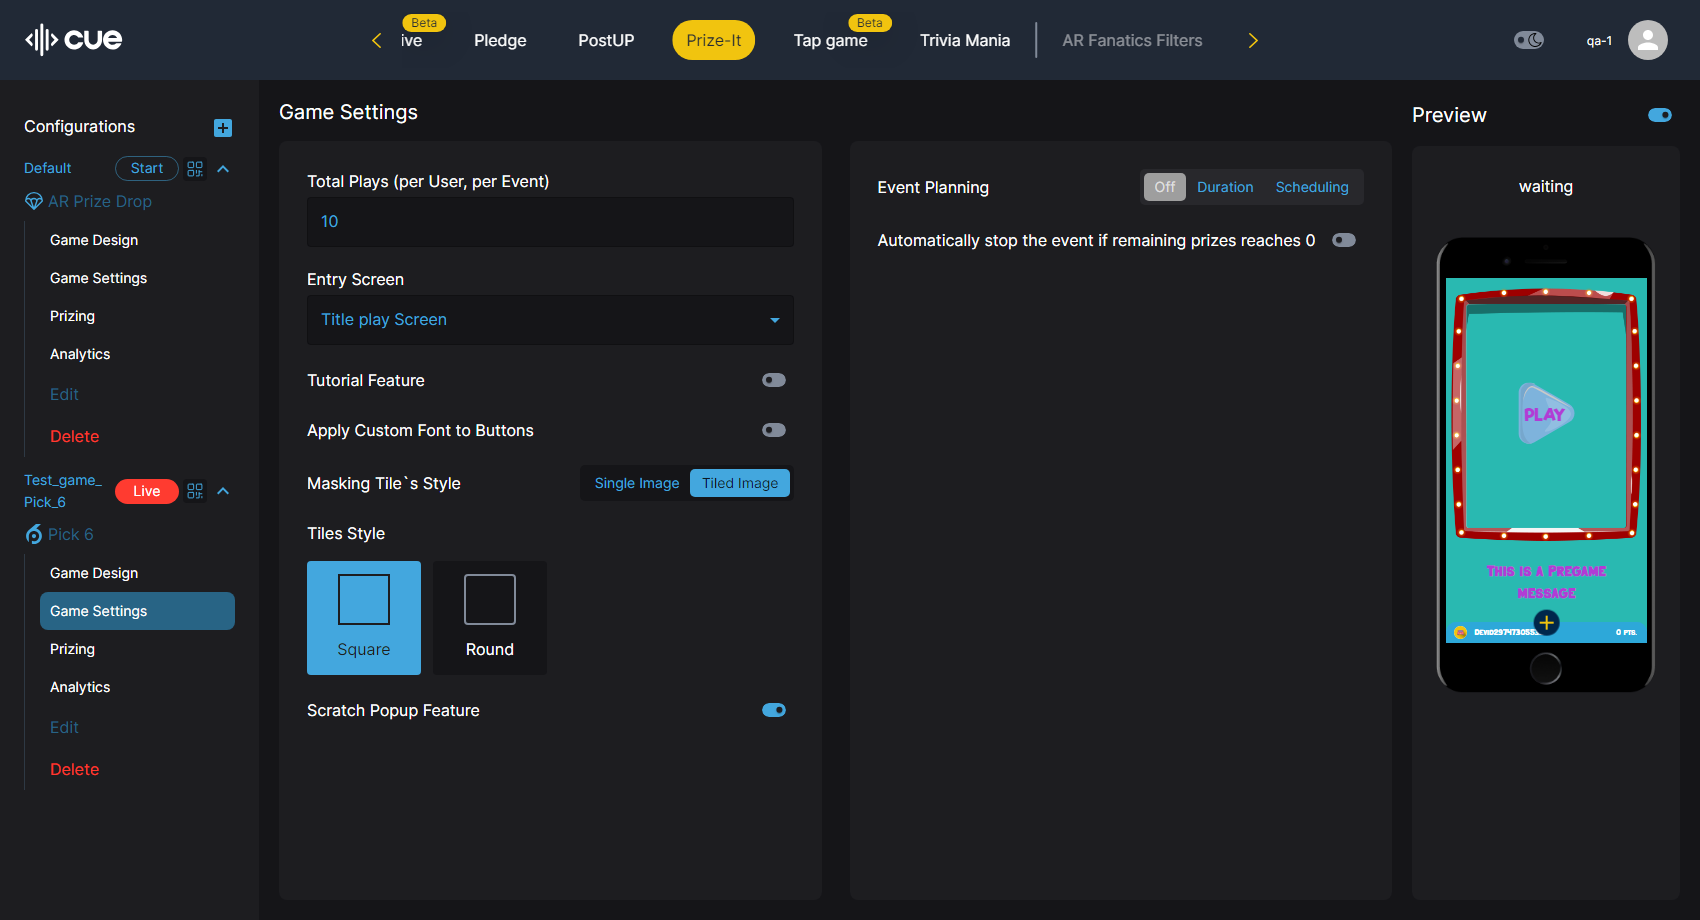 cue
Beta
ive
Pledge
PostUP
Prize-It
Beta
Tap game
Trivia Mania
AR Fanatics Filters
qa-1
Configurations
Default
Start
AR Prize Drop
Game Design
Game Settings
Prizing
Analytics
Edit
Delete
Test_game_
Pick_6
Live
Pick 6
Game Design
Game Settings
Prizing
Analytics
Edit
Delete
Game Settings
Total Plays (per User, per Event)
10
Entry Screen
Title play Screen
Tutorial Feature
Apply Custom Font to Buttons
Masking Tile`s Style
Single Image
Tiled Image
Tiles Style
Square
Round
Scratch Popup Feature
Event Planning
Off
Duration
Scheduling
Automatically stop the event if remaining prizes reaches 0
Preview
waiting
PLAY
This is a Pregame
message
0 pts.